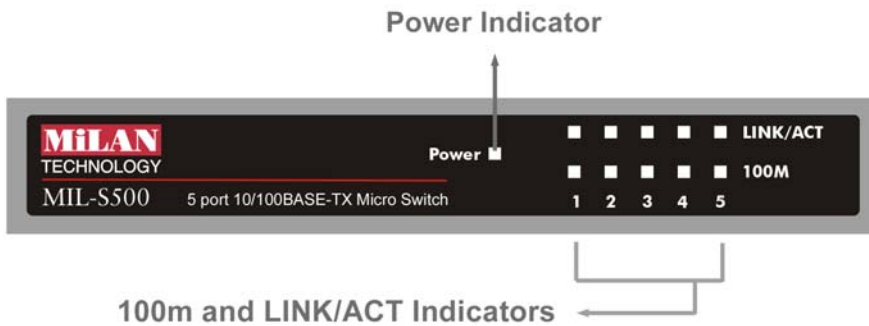 Power Indicator
MiLAN
TECHNOLOGY
Power
LINK/ACT
100M
MIL-S500
5 port 10/100BASE-TX Micro Switch
1 2 3 4 5
100m and LINK/ACT Indicators